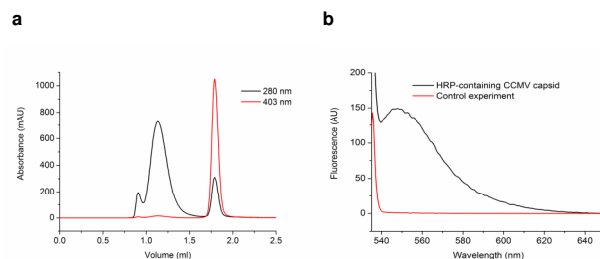 a
b
Absorbance (mAU)
1000
800
600
400
200
0
280 nm
403 nm
0.0 0.5 1.0 1.5 2.0 2.5
Volume (ml)
Fluorescence (AU)
200
150
100
50
0
HRP-containing CCMV capsid
Control experiment
540 560 580 600 620 640
Wavelength (nm)